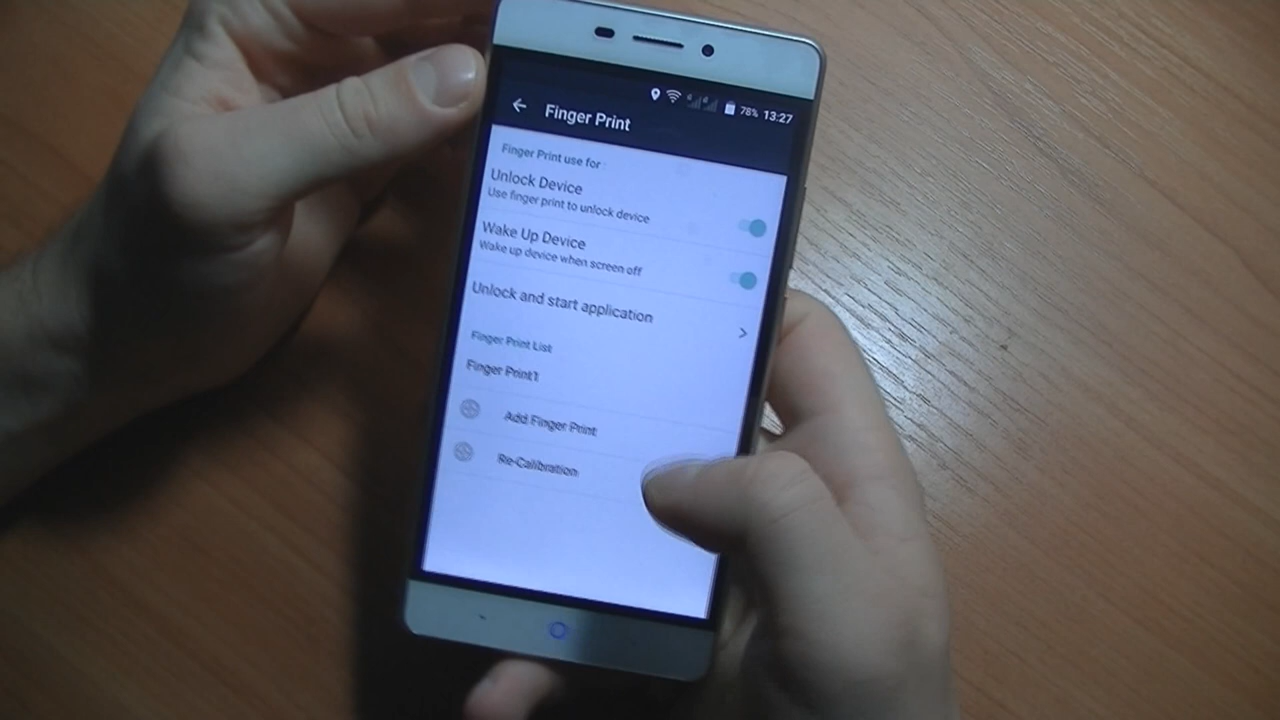 78% 13:27
Finger Print
Finger Print use for
Unlock Device
Use finger print to unlock device
Wake Up Device
Wake up device when screen off
Unlock and start application
Finger Print List
Finger Print1
Add Finger Print
Re-Calibration